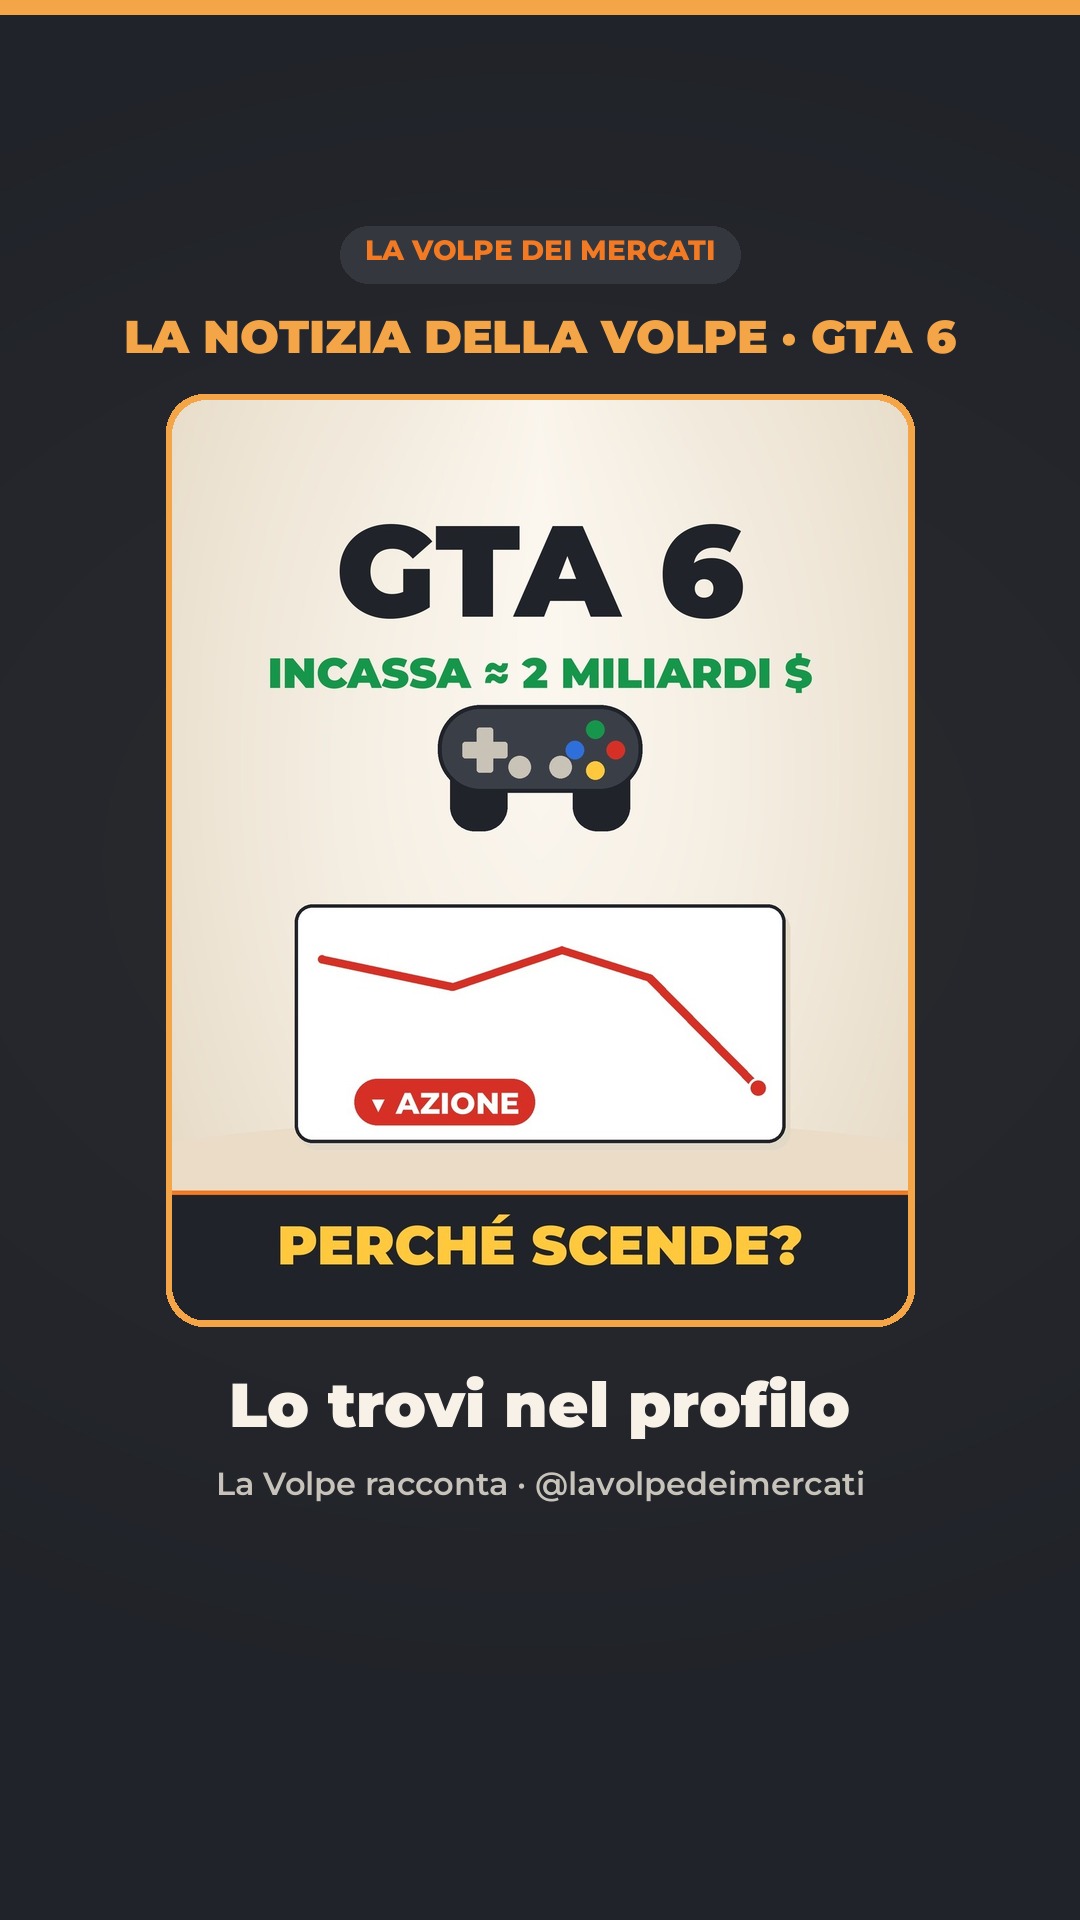 LA VOLPE DEI MERCATI
LA NOTIZIA DELLA VOLPE • GTA 6
GTA 6
INCASSA ≈ 2 MILIARDI $
▼ AZIONE
PERCHÉ SCENDE?
Lo trovi nel profilo
La Volpe racconta · @lavolpedeimercati